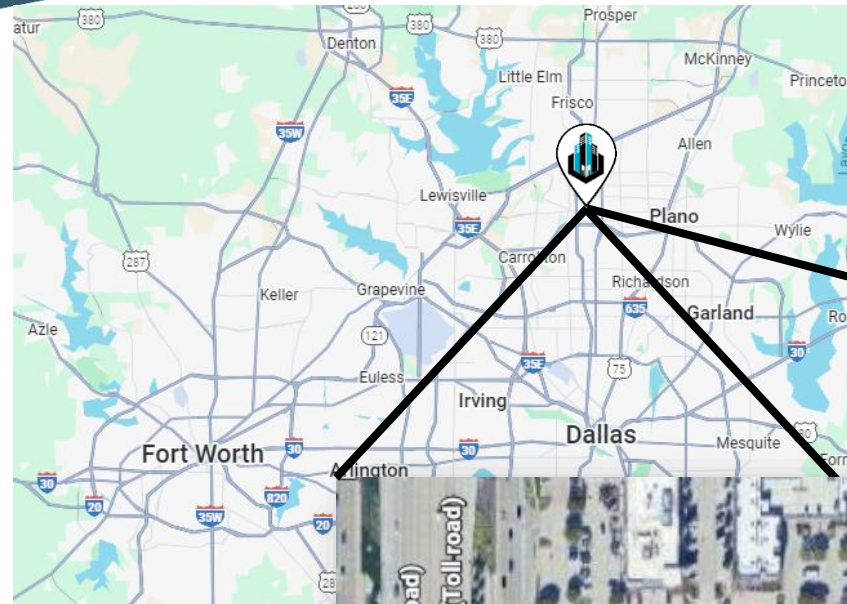 Prosper
380
380
380
Denton
McKinney
Little Elm
Princeto
35E
Frisco
35W
Allen
Lewisville
Plano
35E
Wylie
Carrollton
287
Richardson
Keller
Grapevine
635
Garland
Azle
121
30
35E
75
Euless
Irving
Dallas
Mesquite
Fort Worth
30
30
Arlington
30
820
20
35W
20
(Toll road)